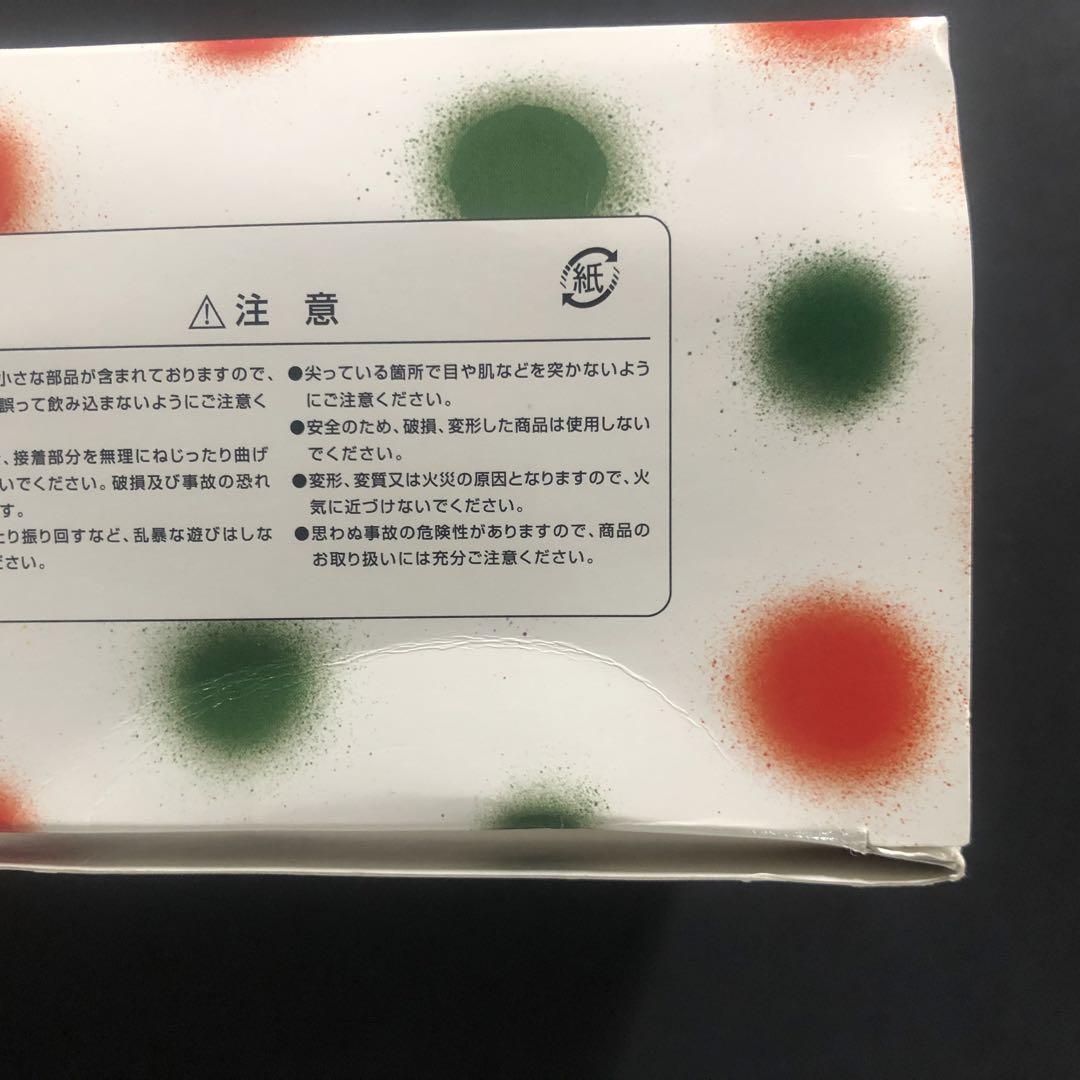 紙
⚠注 意
小さな部品が含まれておりますので、
誤って飲み込まないようにご注意く
、接着部分を無理にねじったり曲げ
いでください。破損及び事故の恐れ
す。
たり振り回すなど、乱暴な遊びはしな
ださい。
●尖っている箇所で目や肌などを突かないよう
にご注意ください。
●安全のため、破損、変形した商品は使用しない
でください。
●変形、変質又は火災の原因となりますので、火
気に近づけないでください。
●思わぬ事故の危険性がありますので、商品の
お取り扱いには充分ご注意ください。